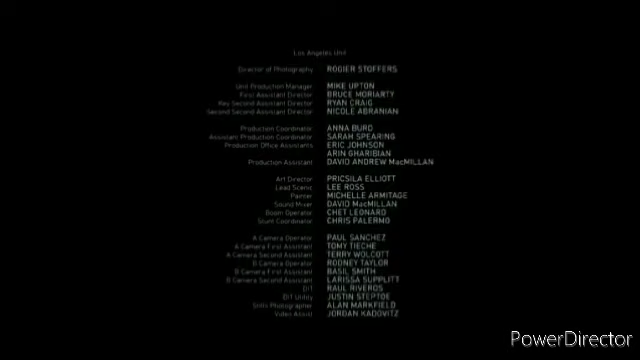 Los Angeles Unit
Director of Photography ROGIER STOFFERS
Unit Production Manager MIKE UPTON
First Assistant Director BRUCE MORIARTY
Key Second Assistant Director RYAN CRAIG
Second Second Assistant Director NICOLE ABRANIAN
Production Coordinator ANNA BURD
Assistant Production Coordinator SARAH SPEARING
Production Office Assistants ERIC JOHNSON
ARIN GHARIBIAN
Production Assistant DAVID ANDREW MacMILLAN
Art Director PRICSILA ELLIOTT
Lead Scenic LEE ROSS
Painter MICHELLE ARMITAGE
Sound Mixer DAVID MacMILLAN
Boom Operator CHET LEONARD
Stunt Coordinator CHRIS PALERMO
A Camera Operator PAUL SANCHEZ
A Camera First Assistant TOMY TIECHE
A Camera Second Assistant TERRY WOLCOTT
B Camera Operator RODNEY TAYLOR
B Camera First Assistant BASIL SMITH
B Camera Second Assistant LARISSA SUPPLITT
DIT RAUL RIVEROS
DIT Utility JUSTIN STEPTOE
Stills Photographer ALAN MARKFIELD
Video Assist JORDAN KADOVITZ
PowerDirector